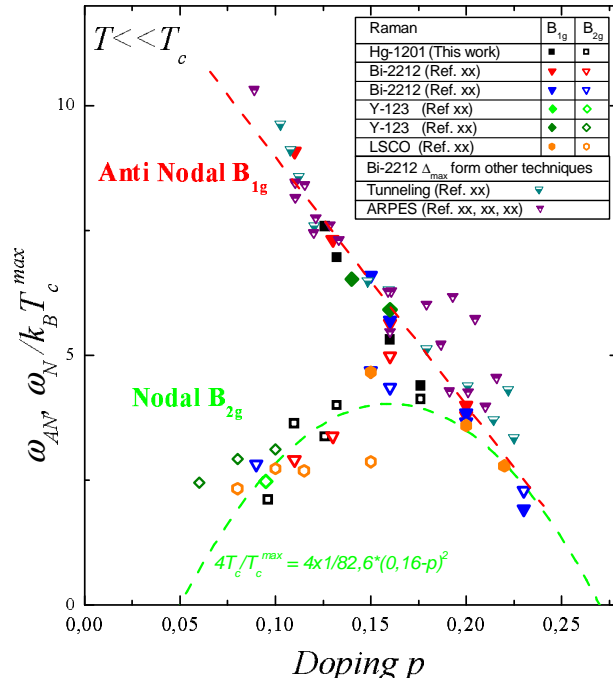 T<<T_c
Raman B_1g B_2g
Hg-1201 (This work)
Bi-2212 (Ref. xx)
Bi-2212 (Ref. xx)
Y-123 (Ref xx)
Y-123 (Ref. xx)
LSCO (Ref. xx)
Bi-2212 Δ_max form other techniques
Tunneling (Ref. xx)
ARPES (Ref. xx, xx, xx)
Anti Nodal B_1g
Nodal B_2g
4T_c/T_c^max = 4x1/82,6*(0,16-p)^2
ω_AN, ω_N/k_B T_c^max
10
5
0
0,00 0,05 0,10 0,15 0,20 0,25
Doping p